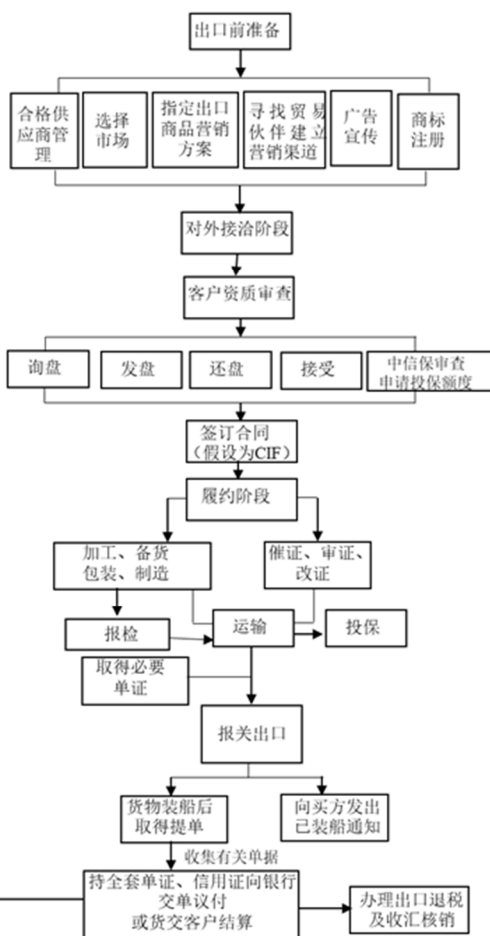 出口前准备
合格供
应商管
理
选择
市场
指定出口
商品营销
方案
寻找贸易
伙伴建立
营销渠道
广告
宣传
商标
注册
对外接洽阶段
客户资质审查
询盘
发盘
还盘
接受
中信保审查
申请投保额度
签订合同
（假设为CIF）
履约阶段
加工、备货
包装、制造
催证、审证、
改证
报检
运输
投保
取得必要
单证
报关出口
货物装船后
取得提单
向买方发出
己装船通知
收集有关单据
持全套单证、信用证向银行
交单议付
或货交客户结算
办理出口退税
及收汇核销